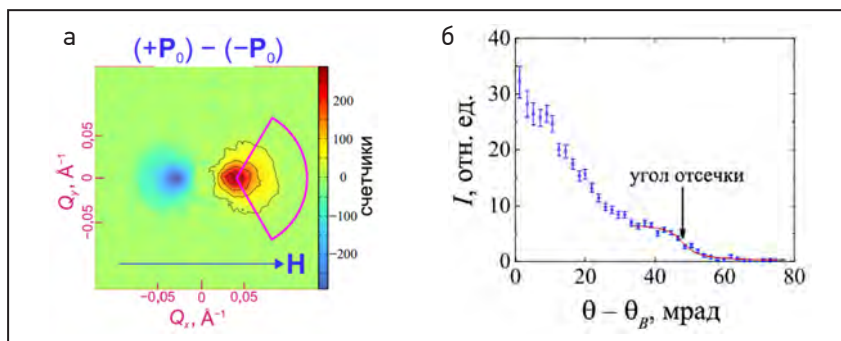 а
(+P₀) – (–P₀)
Q_y, Å⁻¹
0,05
0
–0,05
–0,05
0
0,05
Q_x, Å⁻¹
H
200
100
0
–100
–200
счетчики
б
I, отн. ед.
40
30
20
10
0
0
20
40
60
80
угол отсечки
θ – θ_B, мрад